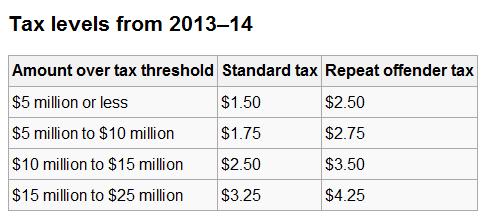 Tax levels from 2013–14
Amount over tax threshold Standard tax Repeat offender tax
$5 million or less $1.50 $2.50
$5 million to $10 million $1.75 $2.75
$10 million to $15 million $2.50 $3.50
$15 million to $25 million $3.25 $4.25